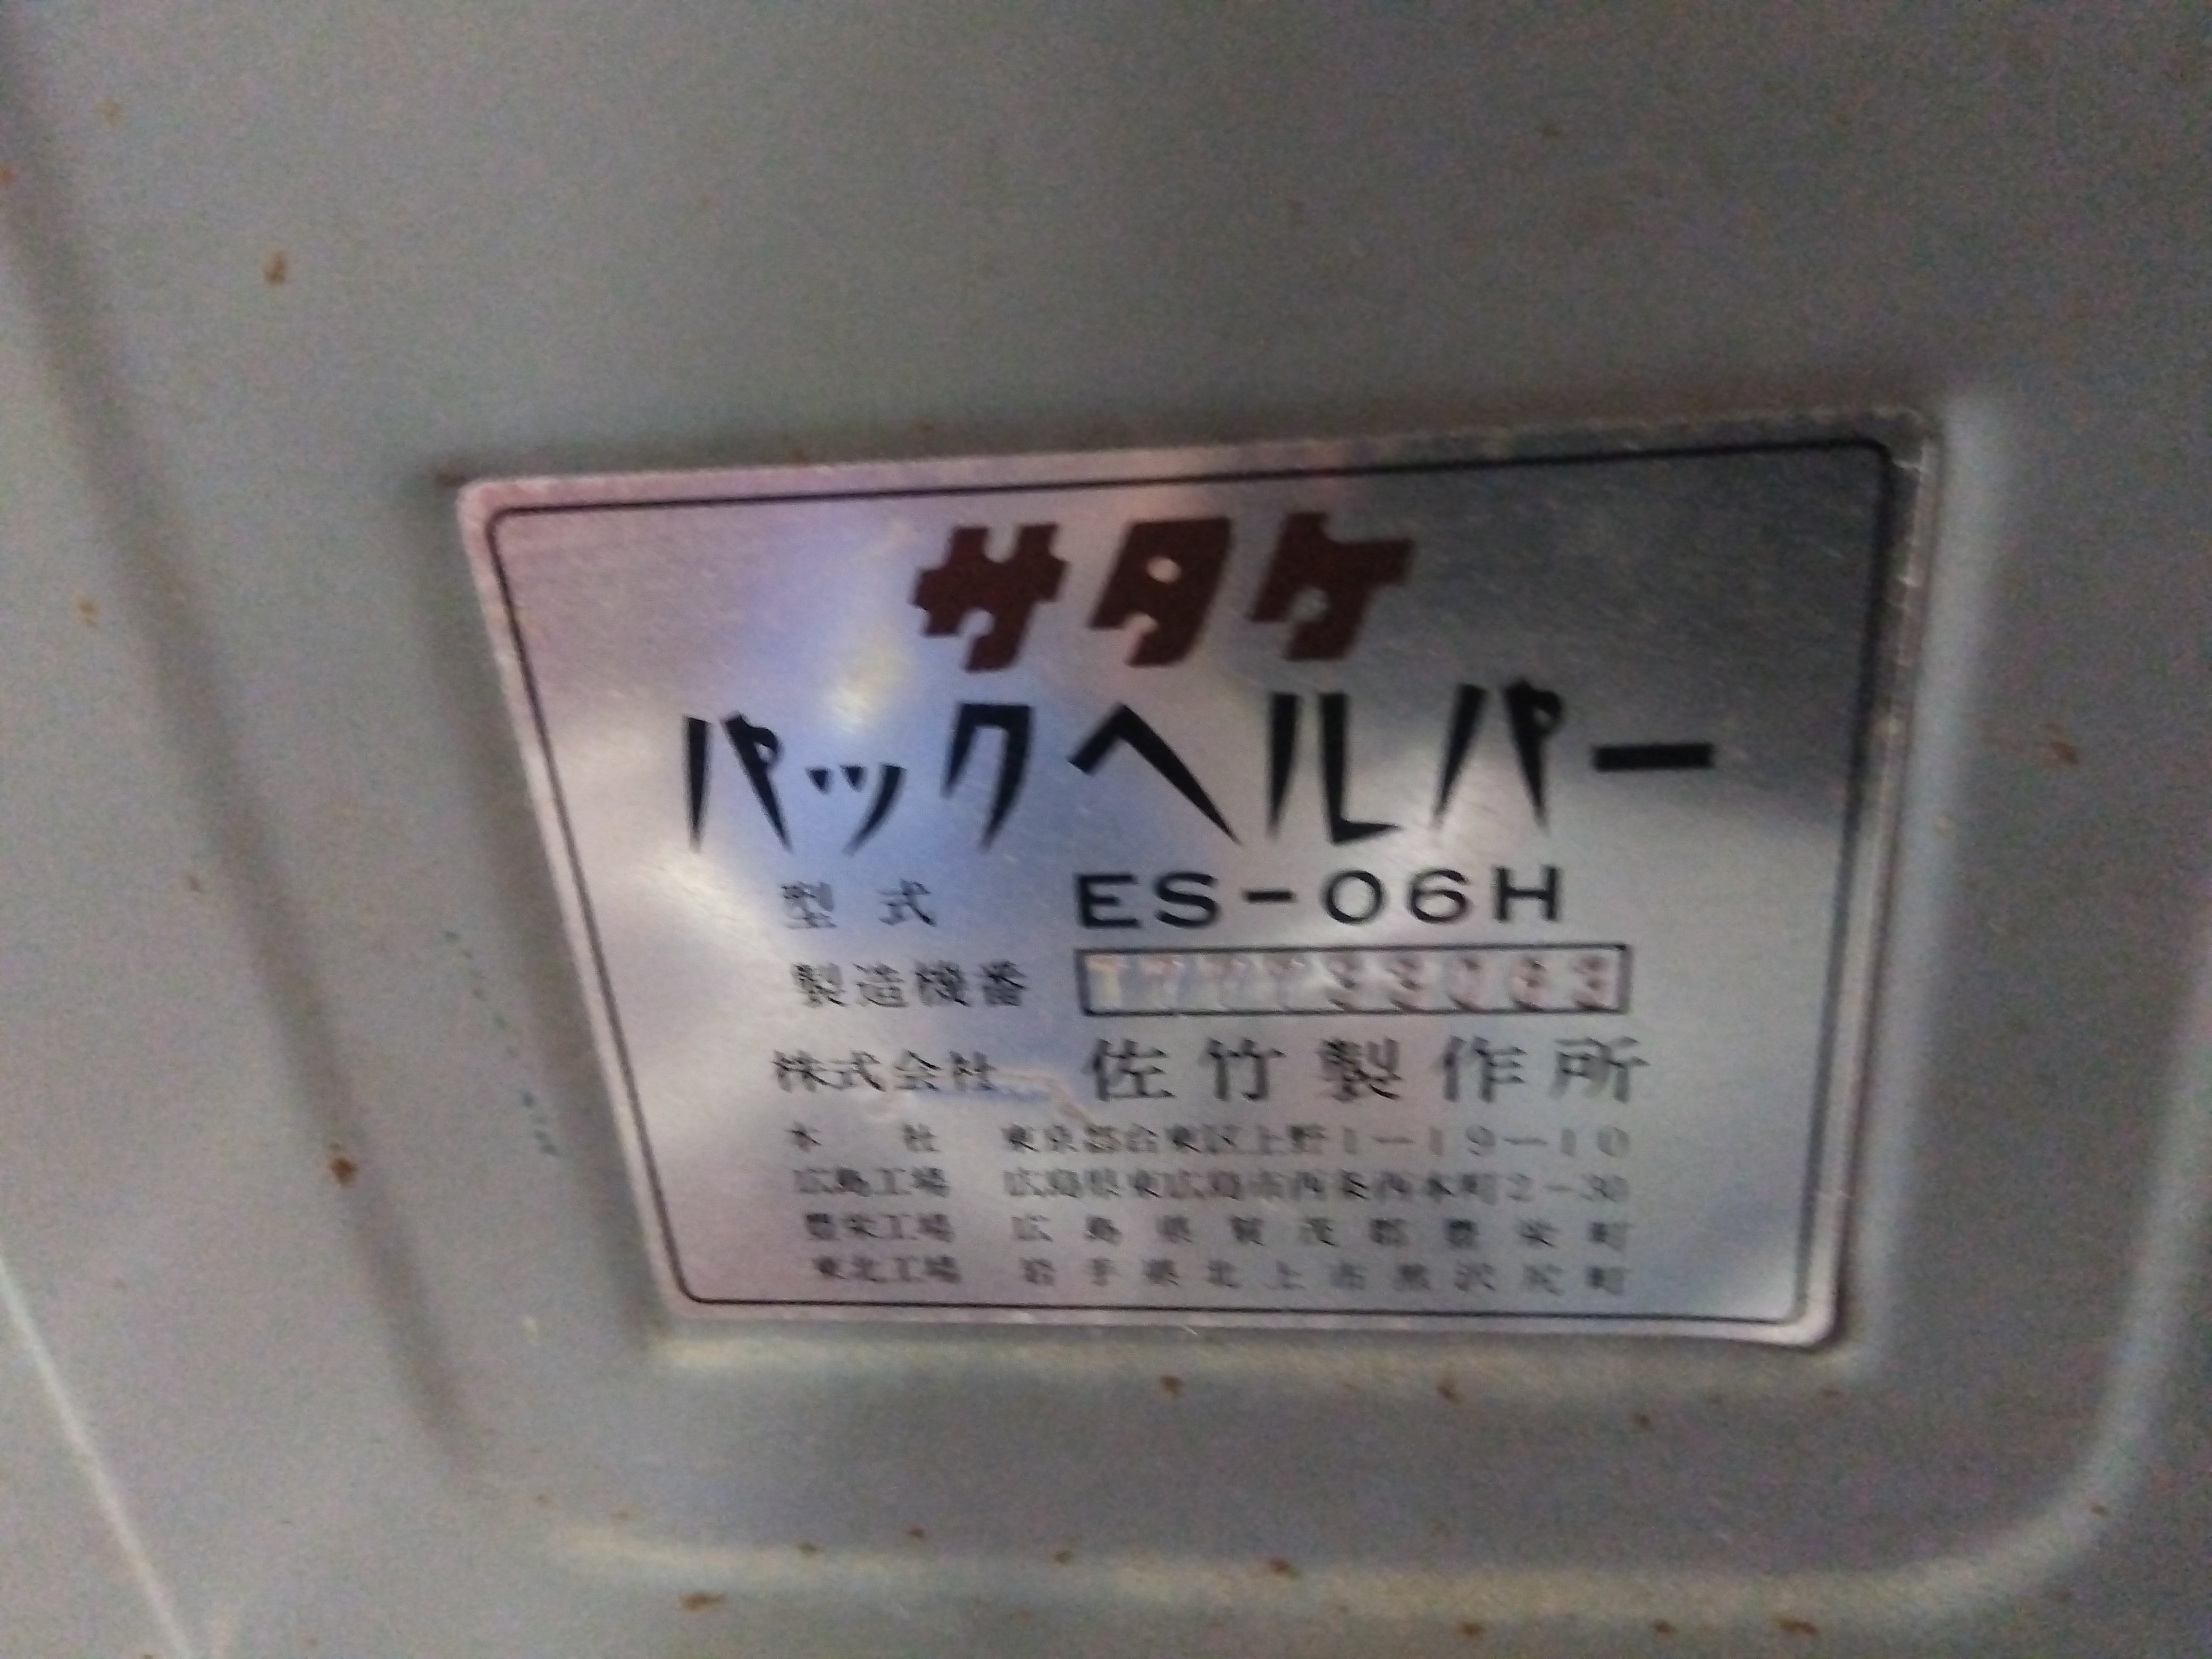 サタケ
パックヘルパー
型式 ES-06H
製造機番
株式会社 佐竹製作所
本社 東京都台東区上野1-19-10
広島工場 広島県東広島市西条西本町2-30
豊栄工場 広島県賀茂郡豊栄町
東北工場 岩手県北上市黒沢尻町